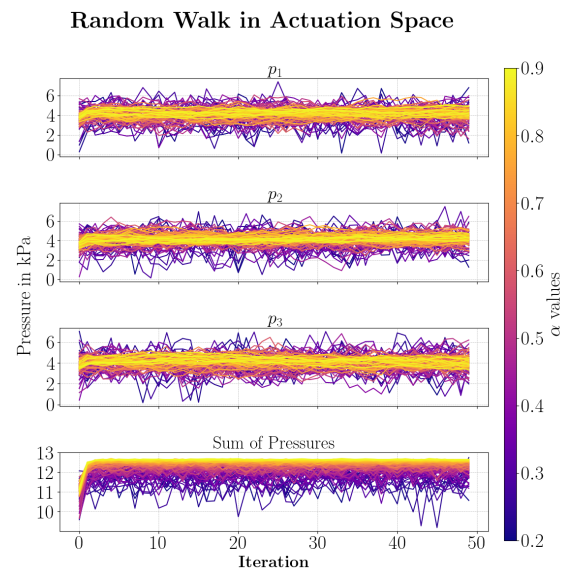 Random Walk in Actuation Space
p₁
6
4
2
0
p₂
6
4
2
0
Pressure in kPa
p₃
6
4
2
0
Sum of Pressures
13
12
11
10
0 10 20 30 40 50
Iteration
0.9
0.8
0.7
0.6
0.5
0.4
0.3
0.2
α values